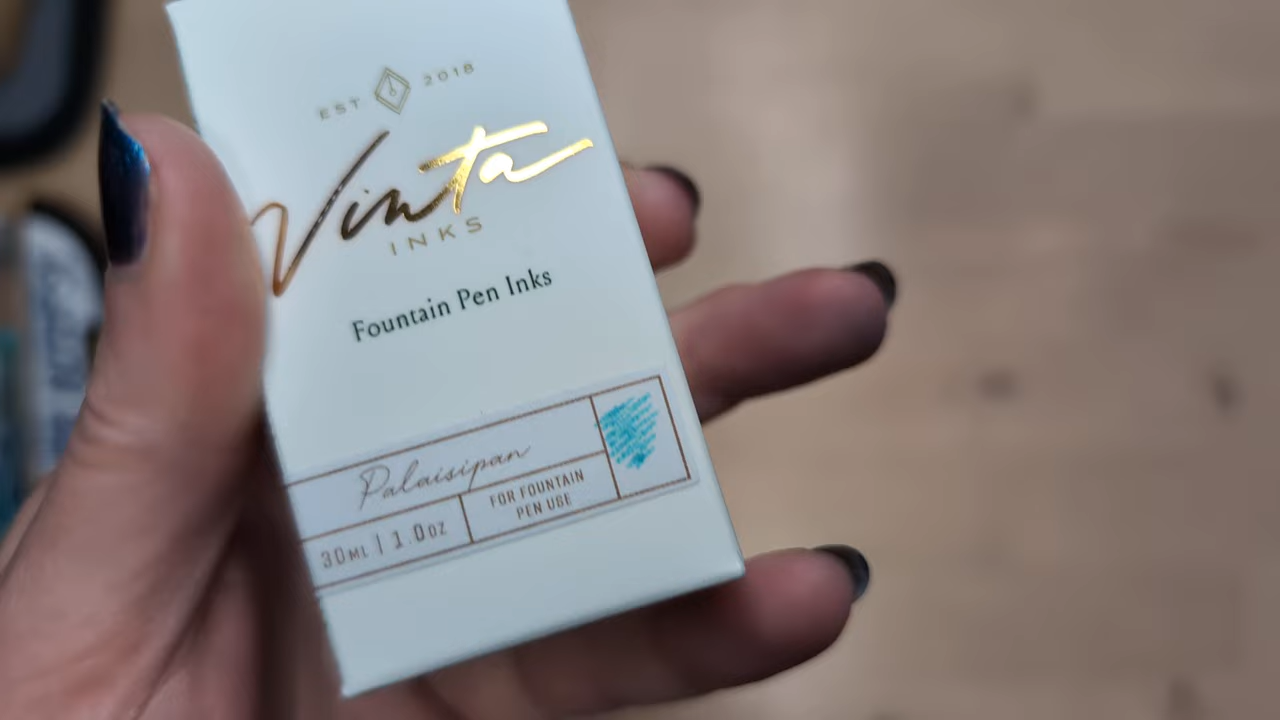 EST 2018
Vinta
INKS
Fountain Pen Inks
Palaisipan
30ML | 1.0OZ
FOR FOUNTAIN
PEN USE